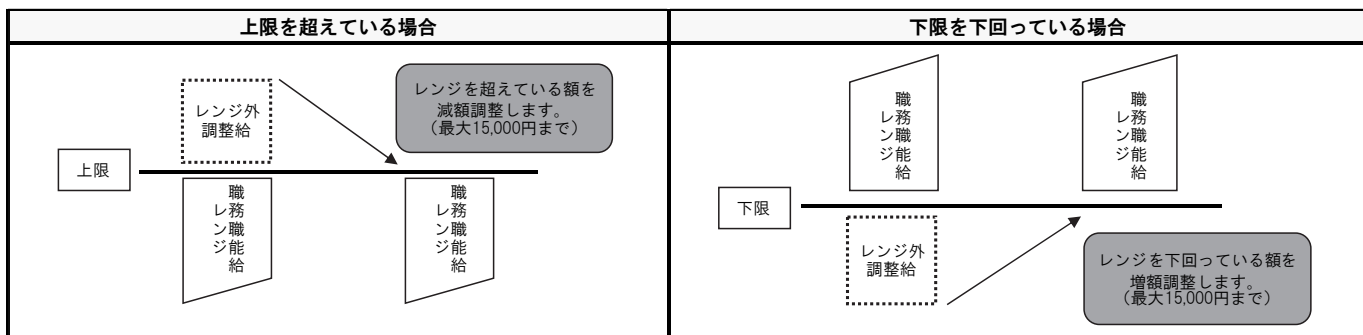 上限を超えている場合
レンジ外
調整給
レンジを超えている額を
減額調整します。
（最大15,000円まで）
上限
職務職能給
レンジ
職務職能給
レンジ
下限を下回っている場合
職務職能給
レンジ
職務職能給
レンジ
下限
レンジ外
調整給
レンジを下回っている額を
増額調整します。
（最大15,000円まで）